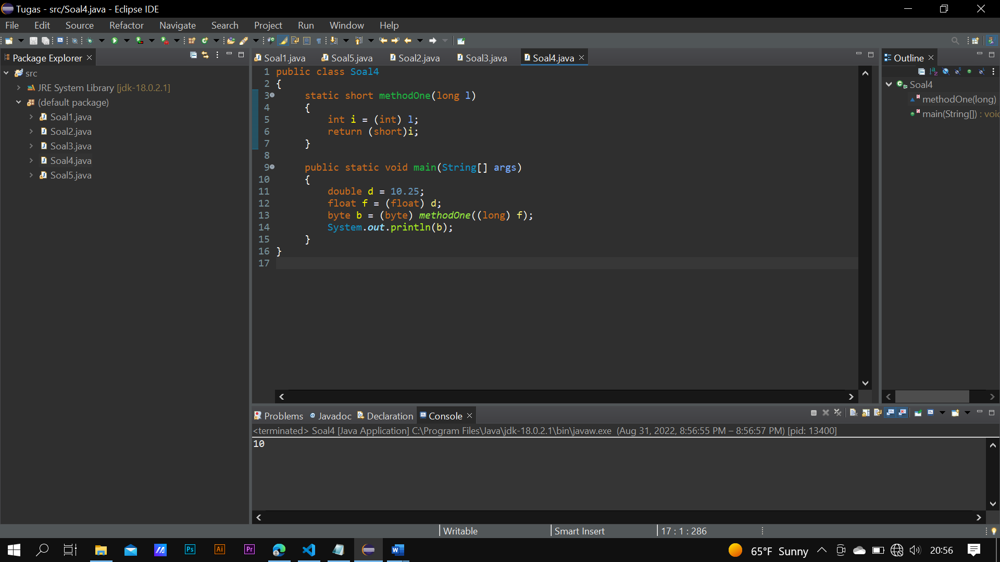 Tugas - src/Soal4.java - Eclipse IDE
File Edit Source Refactor Navigate Search Project Run Window Help
Package Explorer
src
JRE System Library [jdk-18.0.2.1]
(default package)
Soal1.java
Soal2.java
Soal3.java
Soal4.java
Soal5.java
Soal1.java Soal5.java Soal2.java Soal3.java Soal4.java
1 public class Soal4
2 {
3 static short methodOne(long l)
4 {
5 int i = (int) l;
6 return (short)i;
7 }
8
9 public static void main(String[] args)
10 {
11 double d = 10.25;
12 float f = (float) d;
13 byte b = (byte) methodOne((long) f);
14 System.out.println(b);
15 }
16 }
17
Outline
Soal4
methodOne(long)
main(String[]) : voic
Problems Javadoc Declaration Console
<terminated> Soal4 [Java Application] C:\Program Files\Java\jdk-18.0.2.1\bin\javaw.exe (Aug 31, 2022, 8:56:55 PM – 8:56:57 PM) [pid: 13400]
10
Writable Smart Insert 17 : 1 : 286
Ps Ai Pr W 65°F Sunny 20:56